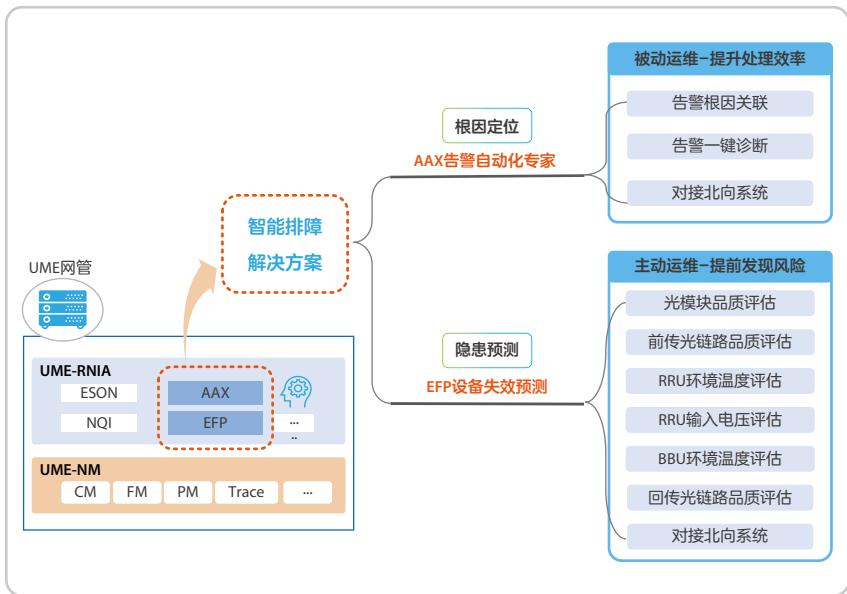 UME网管
UME-RNIA
ESON
AAX
NQI
EFP
...
..
UME-NM
CM
FM
PM
Trace
...
智能排障
解决方案
根因定位
AAX告警自动化专家
隐患预测
EFP设备失效预测
被动运维-提升处理效率
告警根因关联
告警一键诊断
对接北向系统
主动运维-提前发现风险
光模块品质评估
前传光链路品质评估
RRU环境温度评估
RRU输入电压评估
BBU环境温度评估
回传光链路品质评估
对接北向系统